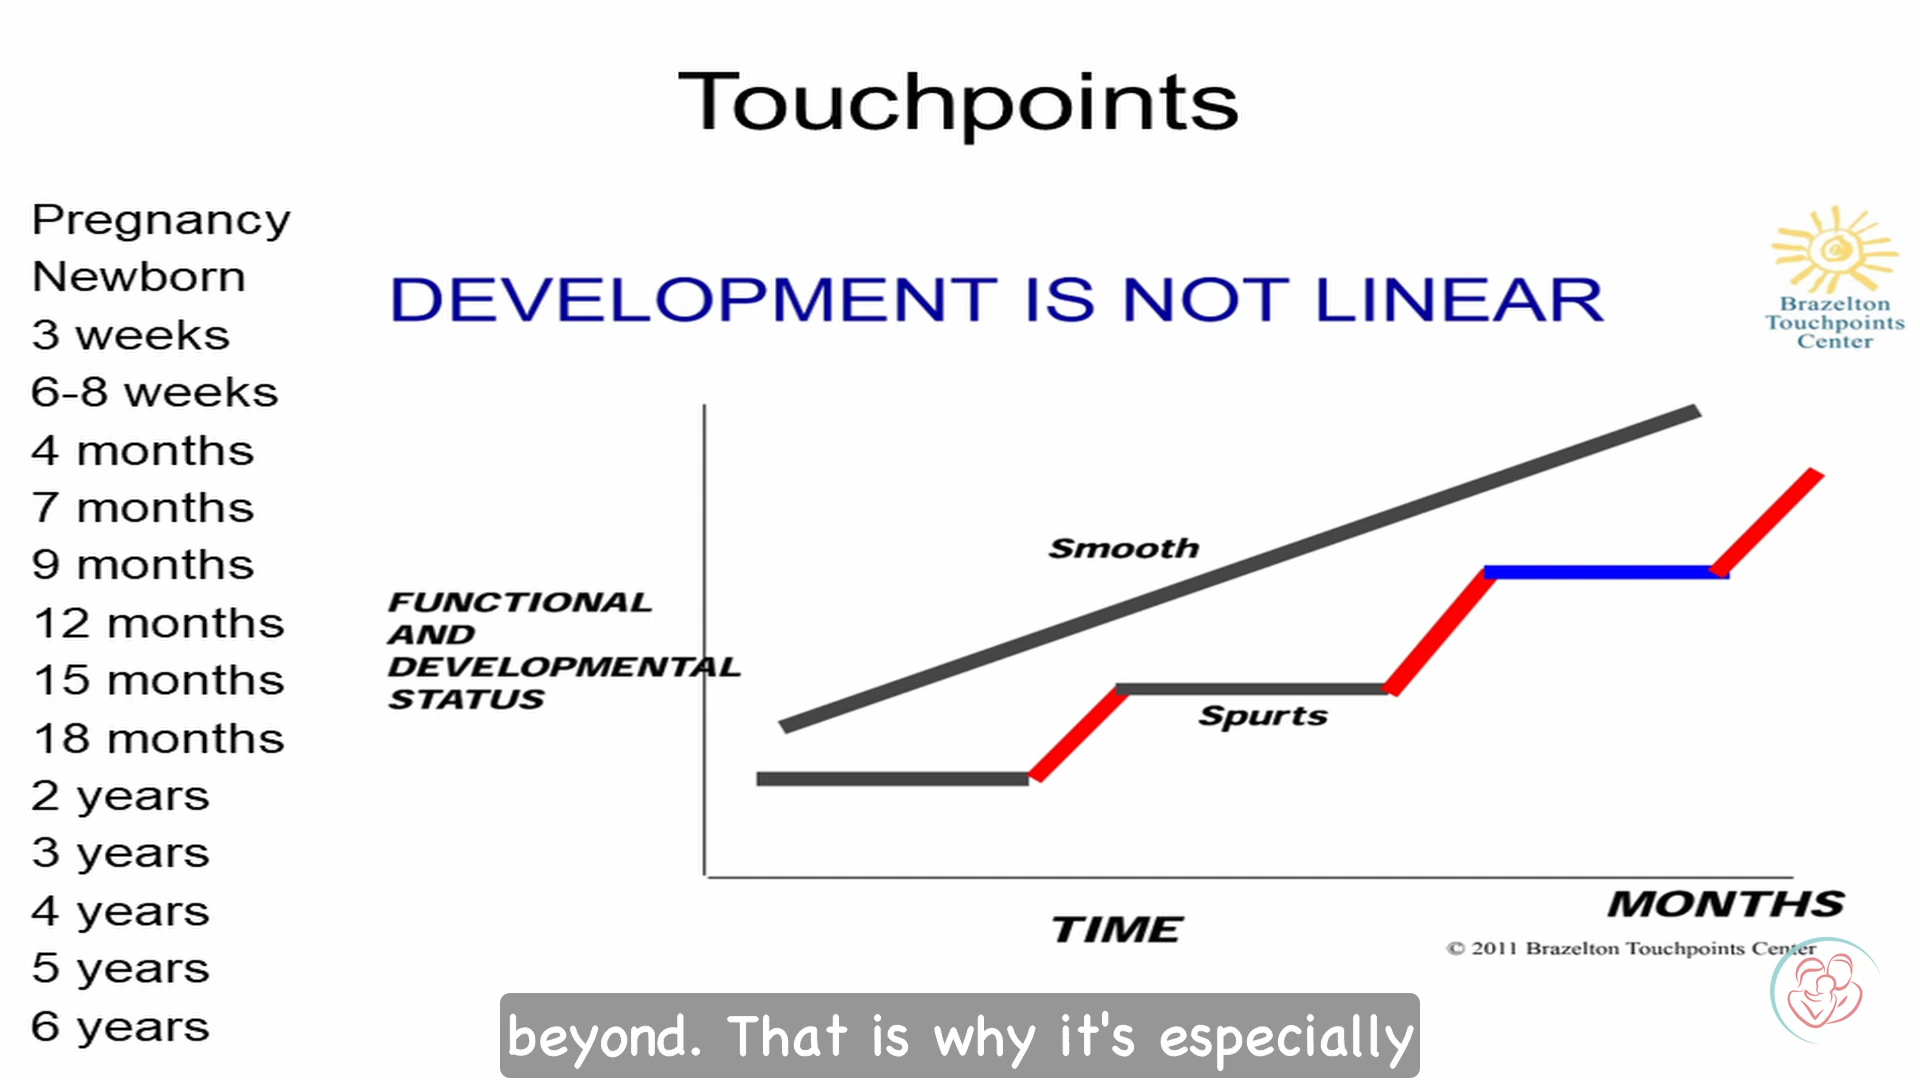 Touchpoints
Pregnancy
Newborn
3 weeks
6-8 weeks
4 months
7 months
9 months
12 months
15 months
18 months
2 years
3 years
4 years
5 years
6 years
DEVELOPMENT IS NOT LINEAR
Brazelton
Touchpoints
Center
Smooth
FUNCTIONAL
AND
DEVELOPMENTAL
STATUS
Spurts
MONTHS
TIME
© 2011 Brazelton Touchpoints Center
beyond. That is why it's especially